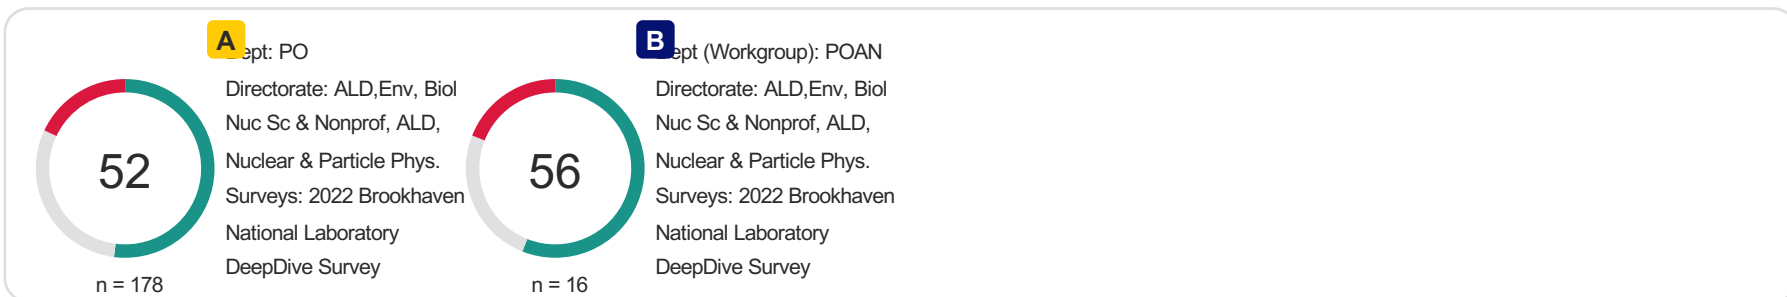 A
ept: PO
Directorate: ALD,Env, Biol
Nuc Sc & Nonprof, ALD,
Nuclear & Particle Phys.
Surveys: 2022 Brookhaven
National Laboratory
DeepDive Survey
52
n = 178
B
ept (Workgroup): POAN
Directorate: ALD,Env, Biol
Nuc Sc & Nonprof, ALD,
Nuclear & Particle Phys.
Surveys: 2022 Brookhaven
National Laboratory
DeepDive Survey
56
n = 16